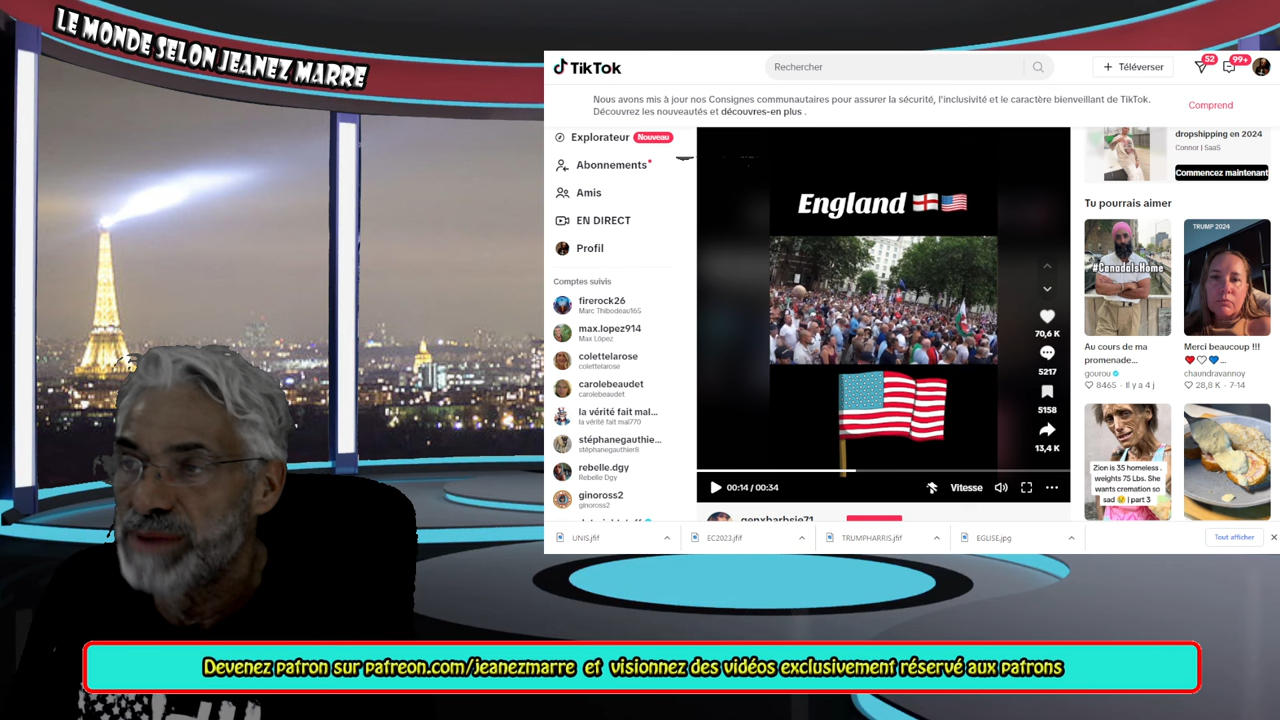 LE MONDE SELON JEANEZ MARRE
TikTok
Rechercher
Téléverser
52
99+
Nous avons mis à jour nos Consignes communautaires pour assurer la sécurité, l'inclusivité et le caractère bienveillant de TikTok.
Découvrez les nouveautés et découvres-en plus .
Comprend
Explorateur Nouveau
Abonnements
Amis
EN DIRECT
Profil
Comptes suivis
firerock26
Marc Thibodeau165
max.lopez914
Max López
colettelarose
colettelarose
carolebeaudet
carolebeaudet
la vérité fait mal...
la vérité fait mal770
stéphanegauthie...
stéphanegauthier8
rebelle.dgy
Rebelle Dgy
ginoross2
ginoross2
England
70,6 K
5217
5158
13,4 K
00:14 / 00:34
Vitesse
genxbarbsie71
dropshipping en 2024
Connor | SaaS
Commencez maintenant
Tu pourrais aimer
#CanadaIsHome
TRUMP 2024
Au cours de ma
promenade...
gourou
8465 · Il y a 4 j
Merci beaucoup !!!
chaundravannoy
28,8 K · 7-14
Zion is 35 homeless .
weights 75 Lbs. She
wants cremation so
sad | part 3
UNIS.jfif
EC2023.jfif
TRUMPHARRIS.jfif
EGLISE.jpg
Tout afficher
Devenez patron sur patreon.com/jeanezmarre et visionnez des vidéos exclusivement réservé aux patrons